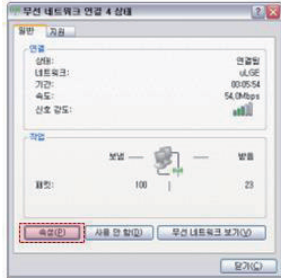 무선 네트워크 연결 4 상태
일반 지원
연결
상태: 연결됨
네트워크: uLGE
기간: 00:05:54
속도: 54.0Mbps
신호 강도:
작업
보냄 받음
패킷: 100 23
속성(P) 사용 안 함(D) 무선 네트워크 보기(V)
닫기(C)